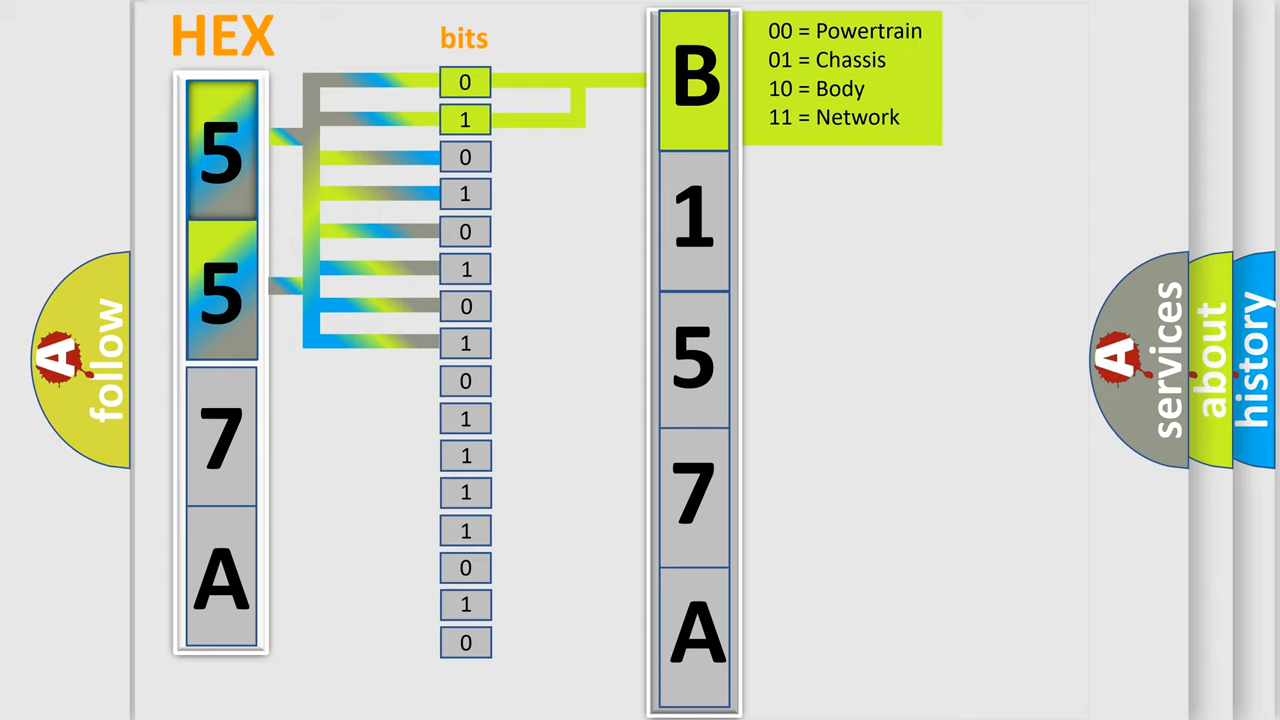 HEX
bits
5
5
7
A
0
1
0
1
0
1
0
1
0
1
1
1
1
0
1
0
B
1
5
7
A
00 = Powertrain
01 = Chassis
10 = Body
11 = Network
A
follow
A
services
about
history